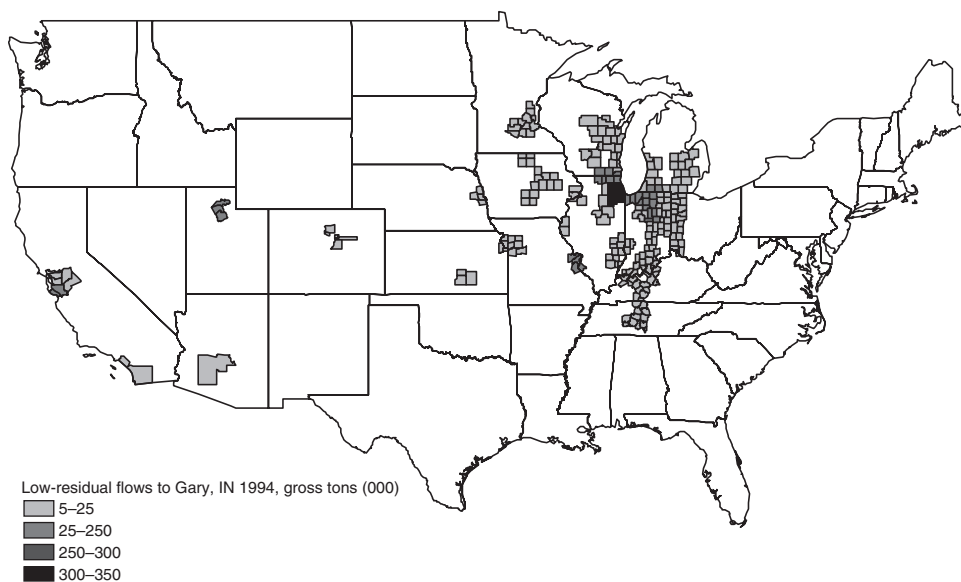 Low-residual flows to Gary, IN 1994, gross tons (000)
5–25
25–250
250–300
300–350